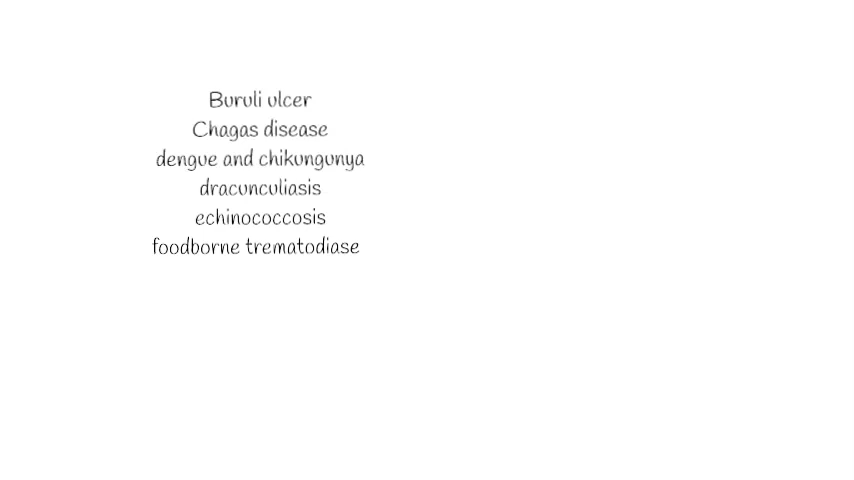 Buruli ulcer
Chagas disease
dengue and chikungunya
dracunculiasis
echinococcosis
foodborne trematodiase